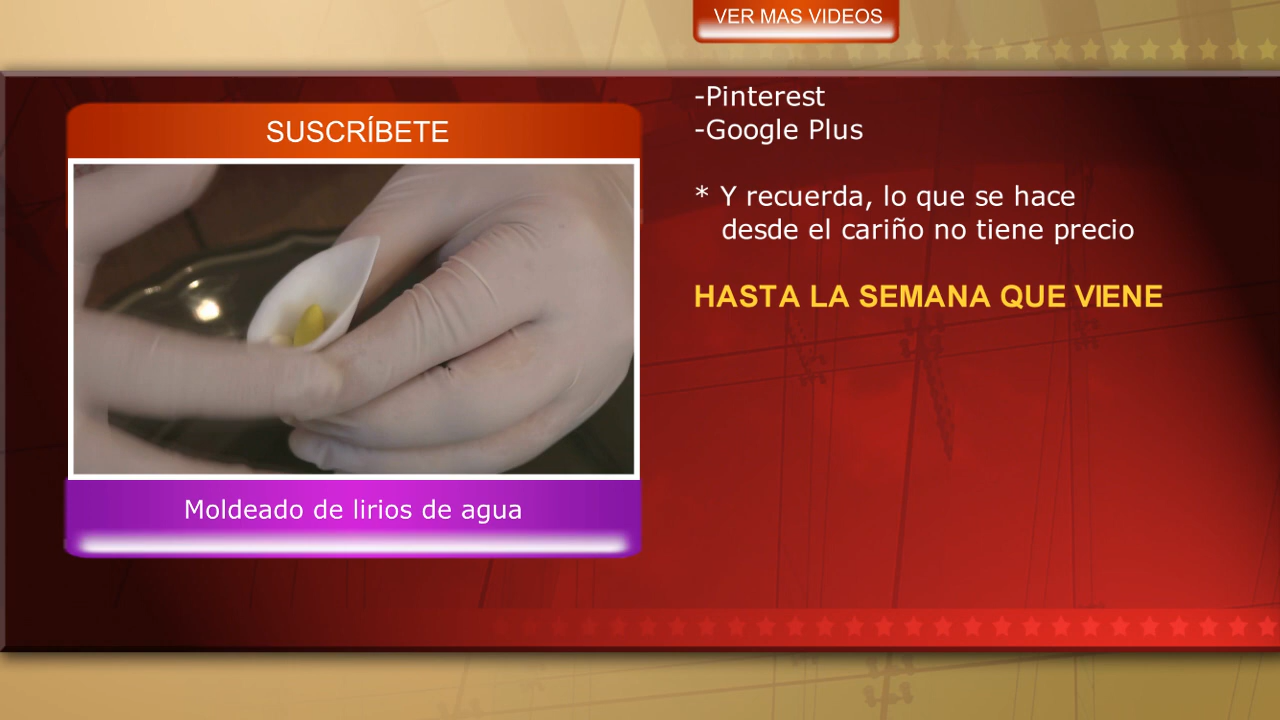 VER MAS VIDEOS
SUSCRÍBETE
Moldeado de lirios de agua
-Pinterest
-Google Plus
* Y recuerda, lo que se hace
desde el cariño no tiene precio
HASTA LA SEMANA QUE VIENE